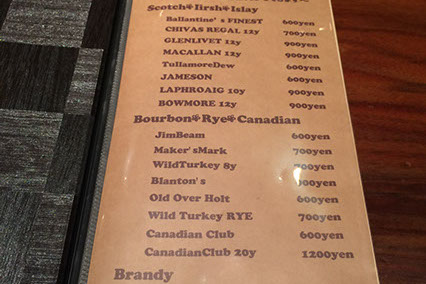 Scotch✽Iirsh✽Islay
Ballantine's FINEST 600yen
CHIVAS REGAL 12y 700yen
GLENLIVET 12y 900yen
MACALLAN 12y 900yen
TullamoreDew 600yen
JAMESON 600yen
LAPHROAIG 10y 900yen
BOWMORE 12y 900yen
Bourbon✽Rye✽Canadian
JimBeam 600yen
Maker'sMark 700yen
WildTurkey 8y 700yen
Blanton's
Old Over Holt 600yen
Wild Turkey RYE 700yen
Canadian Club 600yen
CanadianClub 20y 1200yen
Brandy